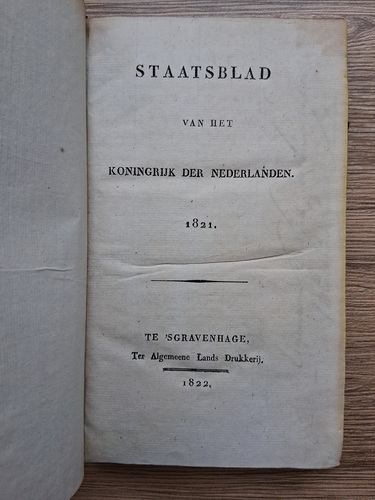 STAATSBLAD
VAN HET
KONINGRIJK DER NEDERLANDEN.
1821.
TE 'SGRAVENHAGE,
Ter Algemeene Lands Drukkerij,
1822,